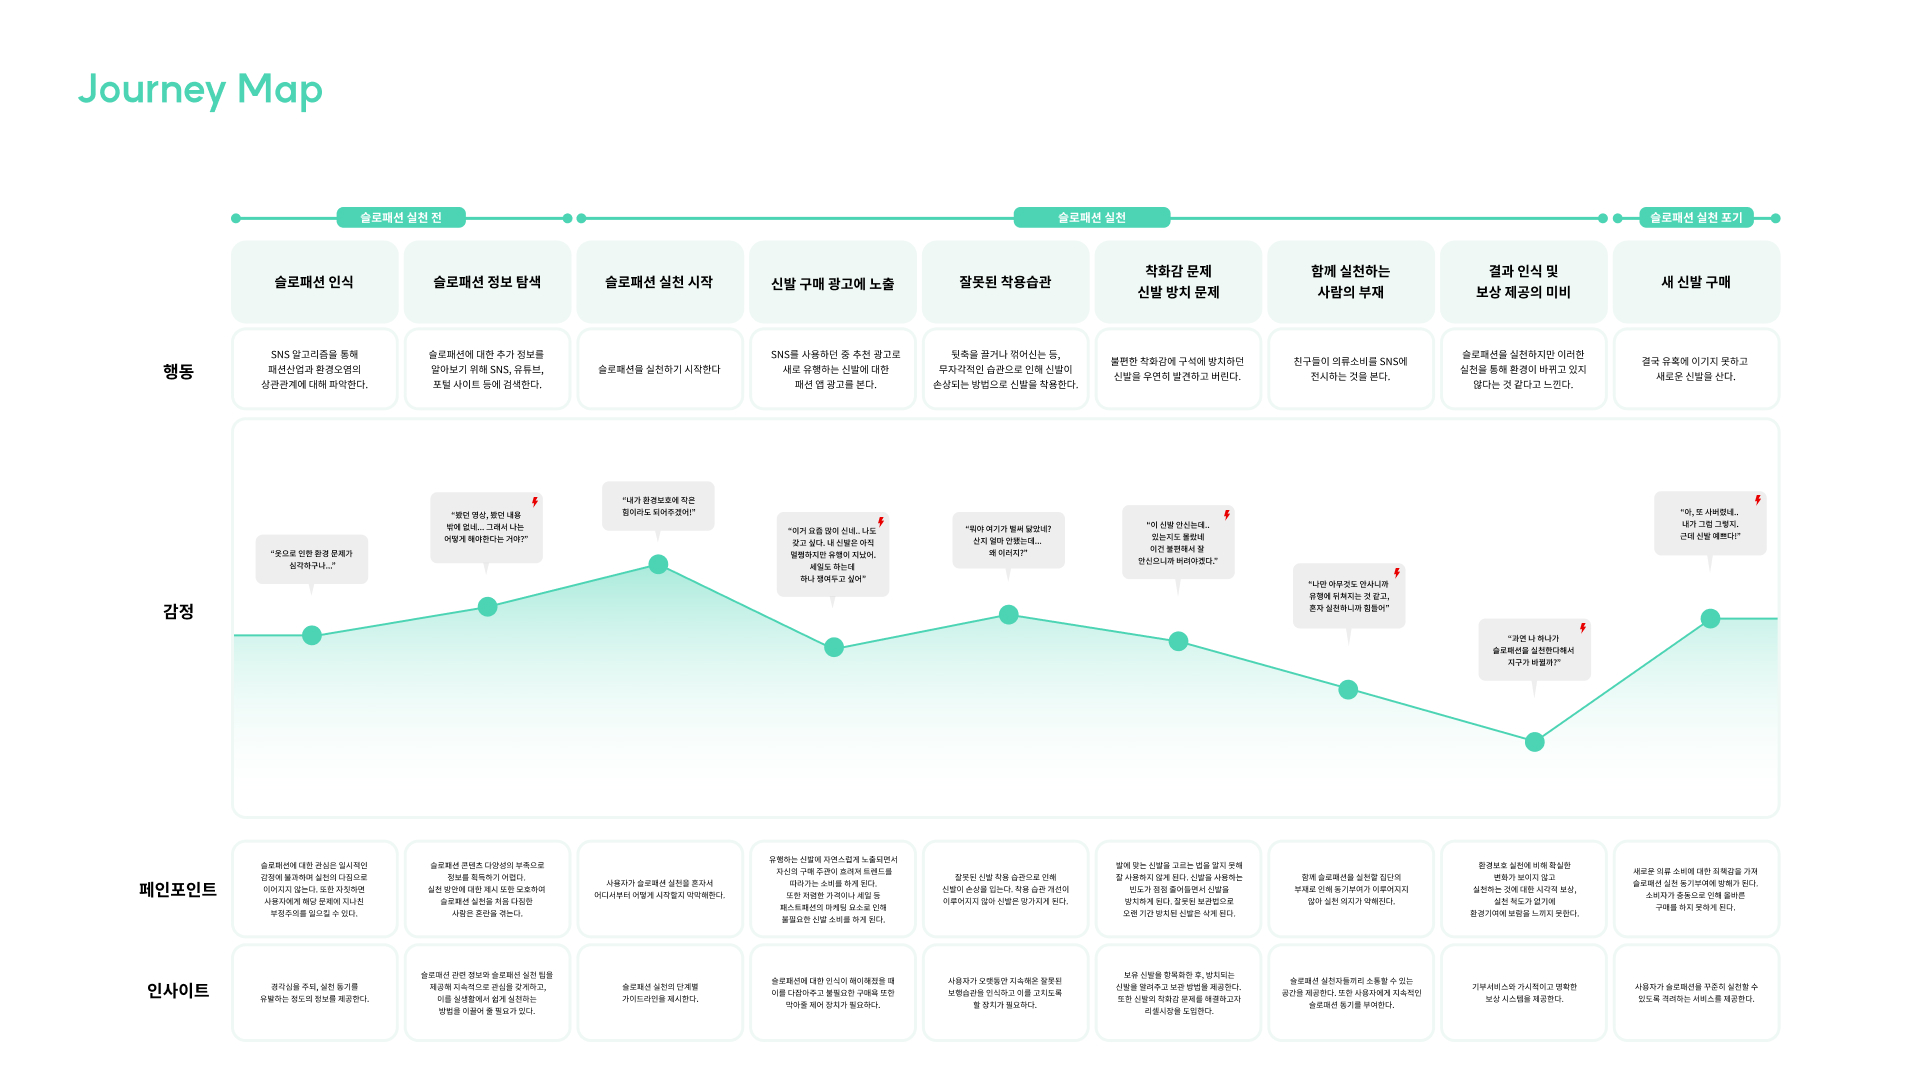 Journey Map
슬로패션 실천 전
슬로패션 실천
슬로패션 실천 포기
슬로패션 인식
슬로패션 정보 탐색
슬로패션 실천 시작
신발 구매 광고에 노출
잘못된 착용습관
착화감 문제
신발 방치 문제
함께 실천하는
사람의 부재
결과 인식 및
보상 제공의 미비
새 신발 구매
행동
SNS 알고리즘을 통해
패션산업과 환경오염의
상관관계에 대해 파악한다.
슬로패션에 대한 추가 정보를
알아보기 위해 SNS, 유튜브,
포털 사이트 등에 검색한다.
슬로패션을 실천하기 시작한다
SNS를 사용하던 중 추천 광고로
새로 유행하는 신발에 대한
패션 앱 광고를 본다.
뒷축을 끌거나 꺾어신는 등,
무자각적인 습관으로 인해 신발이
손상되는 방법으로 신발을 착용한다.
불편한 착화감에 구석에 방치하던
신발을 우연히 발견하고 버린다.
친구들이 의류소비를 SNS에
전시하는 것을 본다.
슬로패션을 실천하지만 이러한
실천을 통해 환경이 바뀌고 있지
않다는 것 같다고 느낀다.
결국 유혹에 이기지 못하고
새로운 신발을 산다.
감정
“옷으로 인한 환경 문제가
심각하구나...”
“봤던 영상, 봤던 내용
밖에 없네... 그래서 나는
어떻게 해야한다는 거야?”
“내가 환경보호에 작은
힘이라도 되어주겠어!”
“이거 요즘 많이 신네.. 나도
갖고 싶다. 내 신발은 아직
멀쩡하지만 유행이 지났어.
세일도 하는데
하나 쟁여두고 싶어”
“뭐야 여기가 벌써 닳았네?
산지 얼마 안됐는데...
왜 이러지?”
“이 신발 안신는데..
있는지도 몰랐네
이건 불편해서 잘
안신으니까 버려야겠다.”
“나만 아무것도 안사니까
유행에 뒤쳐지는 것 같고,
혼자 실천하니까 힘들어”
“과연 나 하나가
슬로패션을 실천한다해서
지구가 바뀔까?”
“아, 또 사버렸네..
내가 그럼 그렇지.
근데 신발 예쁘다!”
페인포인트
슬로패션에 대한 관심은 일시적인
감정에 불과하며 실천의 다짐으로
이어지지 않는다. 또한 자칫하면
사용자에게 해당 문제에 지나친
부정주의를 일으킬 수 있다.
슬로패션 콘텐츠 다양성의 부족으로
정보를 획득하기 어렵다.
실천 방안에 대한 제시 또한 모호하여
슬로패션 실천을 처음 다짐한
사람은 혼란을 겪는다.
사용자가 슬로패션 실천을 혼자서
어디서부터 어떻게 시작할지 막막해한다.
유행하는 신발에 자연스럽게 노출되면서
자신의 구매 주관이 흐려져 트렌드를
따라가는 소비를 하게 된다.
또한 저렴한 가격이나 세일 등
패스트패션의 마케팅 요소로 인해
불필요한 신발 소비를 하게 된다.
잘못된 신발 착용 습관으로 인해
신발이 손상을 입는다. 착용 습관 개선이
이루어지지 않아 신발은 망가지게 된다.
발에 맞는 신발을 고르는 법을 알지 못해
잘 사용하지 않게 된다. 신발을 사용하는
빈도가 점점 줄어들면서 신발을
방치하게 된다. 잘못된 보관법으로
오랜 기간 방치된 신발은 삭게 된다.
함께 슬로패션을 실천할 집단의
부재로 인해 동기부여가 이루어지지
않아 실천 의지가 약해진다.
환경보호 실천에 비해 확실한
변화가 보이지 않고
실천하는 것에 대한 시각적 보상,
실천 척도가 없기에
환경기여에 보람을 느끼지 못한다.
새로운 의류 소비에 대한 죄책감을 가져
슬로패션 실천 동기부여에 방해가 된다.
소비자가 충동으로 인해 올바른
구매를 하지 못하게 된다.
인사이트
경각심을 주되, 실천 동기를
유발하는 정도의 정보를 제공한다.
슬로패션 관련 정보와 슬로패션 실천 팁을
제공해 지속적으로 관심을 갖게하고,
이를 실생활에서 쉽게 실천하는
방법을 이끌어 줄 필요가 있다.
슬로패션 실천의 단계별
가이드라인을 제시한다.
슬로패션에 대한 인식이 해이해졌을 때
이를 다잡아주고 불필요한 구매욕 또한
막아줄 제어 장치가 필요하다.
사용자가 오랫동안 지속해온 잘못된
보행습관을 인식하고 이를 고치도록
할 장치가 필요하다.
보유 신발을 항목화한 후, 방치되는
신발을 알려주고 보관 방법을 제공한다.
또한 신발의 착화감 문제를 해결하고자
리셀시장을 도입한다.
슬로패션 실천자들끼리 소통할 수 있는
공간을 제공한다. 또한 사용자에게 지속적인
슬로패션 동기를 부여한다.
기부서비스와 가시적이고 명확한
보상 시스템을 제공한다.
사용자가 슬로패션을 꾸준히 실천할 수
있도록 격려하는 서비스를 제공한다.